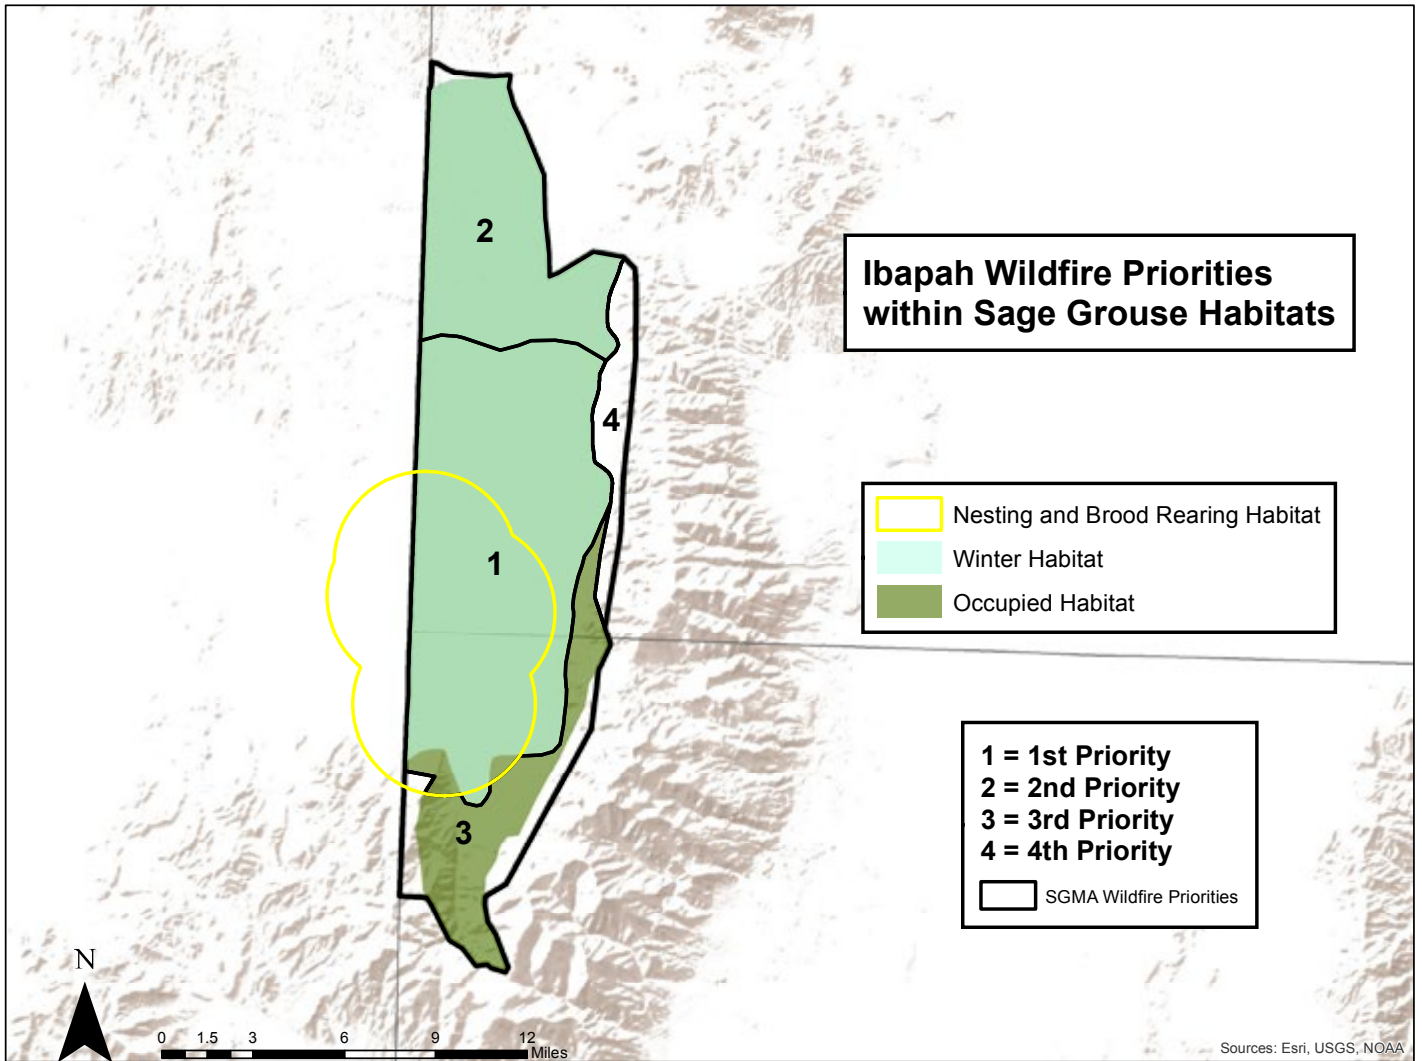 2
Ibapah Wildfire Priorities
within Sage Grouse Habitats
4
Nesting and Brood Rearing Habitat
1
Winter Habitat
Occupied Habitat
1 = 1st Priority
2 = 2nd Priority
3 = 3rd Priority
4 = 4th Priority
3
SGMA Wildfire Priorities
N
0 1.5 3 6 9 12
Miles
Sources: Esri, USGS, NOAA